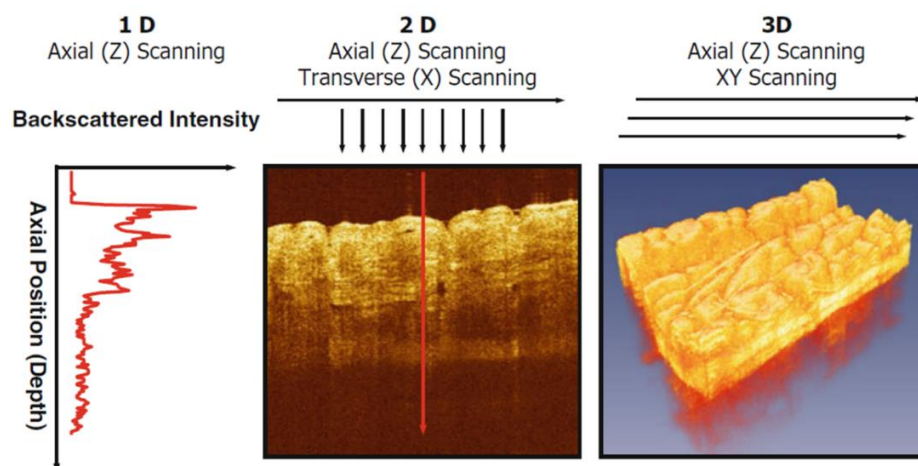 1 D
Axial (Z) Scanning
2 D
Axial (Z) Scanning
Transverse (X) Scanning
3D
Axial (Z) Scanning
XY Scanning
Backscattered Intensity
Axial Position (Depth)